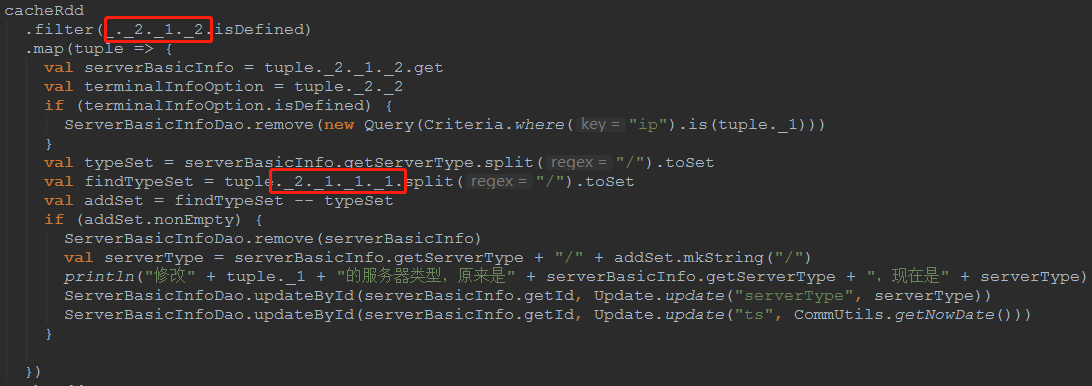 cacheRdd
.filter(_._2._1._2.isDefined)
.map(tuple => {
val serverBasicInfo = tuple._2._1._2.get
val terminalInfoOption = tuple._2._2
if (terminalInfoOption.isDefined) {
ServerBasicInfoDao.remove(new Query(Criteria.where( key = "ip").is(tuple._1)))
}
val typeSet = serverBasicInfo.getServerType.split( regex = "/").toSet
val findTypeSet = tuple._2._1._1._1.split( regex = "/").toSet
val addSet = findTypeSet -- typeSet
if (addSet.nonEmpty) {
ServerBasicInfoDao.remove(serverBasicInfo)
val serverType = serverBasicInfo.getServerType + "/" + addSet.mkString("/")
println("修改" + tuple._1 + "的服务器类型，原来是" + serverBasicInfo.getServerType + "，现在是" + serverType)
ServerBasicInfoDao.updateById(serverBasicInfo.getId, Update.update("serverType", serverType))
ServerBasicInfoDao.updateById(serverBasicInfo.getId, Update.update("ts", CommUtils.getNowDate()))
}
})